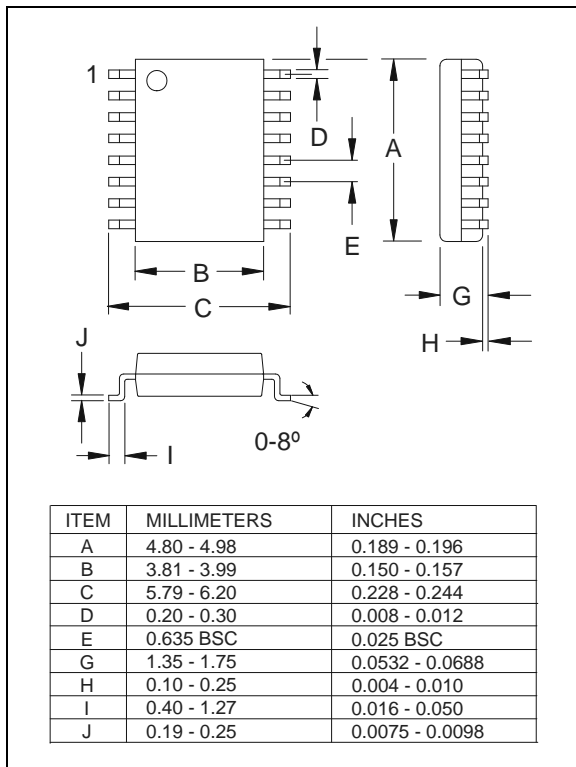 1
D
A
E
B
C
G
H
J
I
0-8º
ITEM MILLIMETERS INCHES
A 4.80 - 4.98 0.189 - 0.196
B 3.81 - 3.99 0.150 - 0.157
C 5.79 - 6.20 0.228 - 0.244
D 0.20 - 0.30 0.008 - 0.012
E 0.635 BSC 0.025 BSC
G 1.35 - 1.75 0.0532 - 0.0688
H 0.10 - 0.25 0.004 - 0.010
I 0.40 - 1.27 0.016 - 0.050
J 0.19 - 0.25 0.0075 - 0.0098